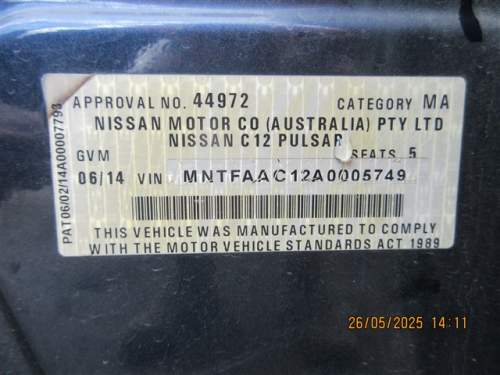 APPROVAL NO. 44972 CATEGORY MA
NISSAN MOTOR CO (AUSTRALIA) PTY LTD
NISSAN C12 PULSAR
GVM SEATS 5
06/14 VIN MNTFAAC12A0005749
THIS VEHICLE WAS MANUFACTURED TO COMPLY
WITH THE MOTOR VEHICLE STANDARDS ACT 1989
PAT06/02/14A00007793
26/05/2025 14:11